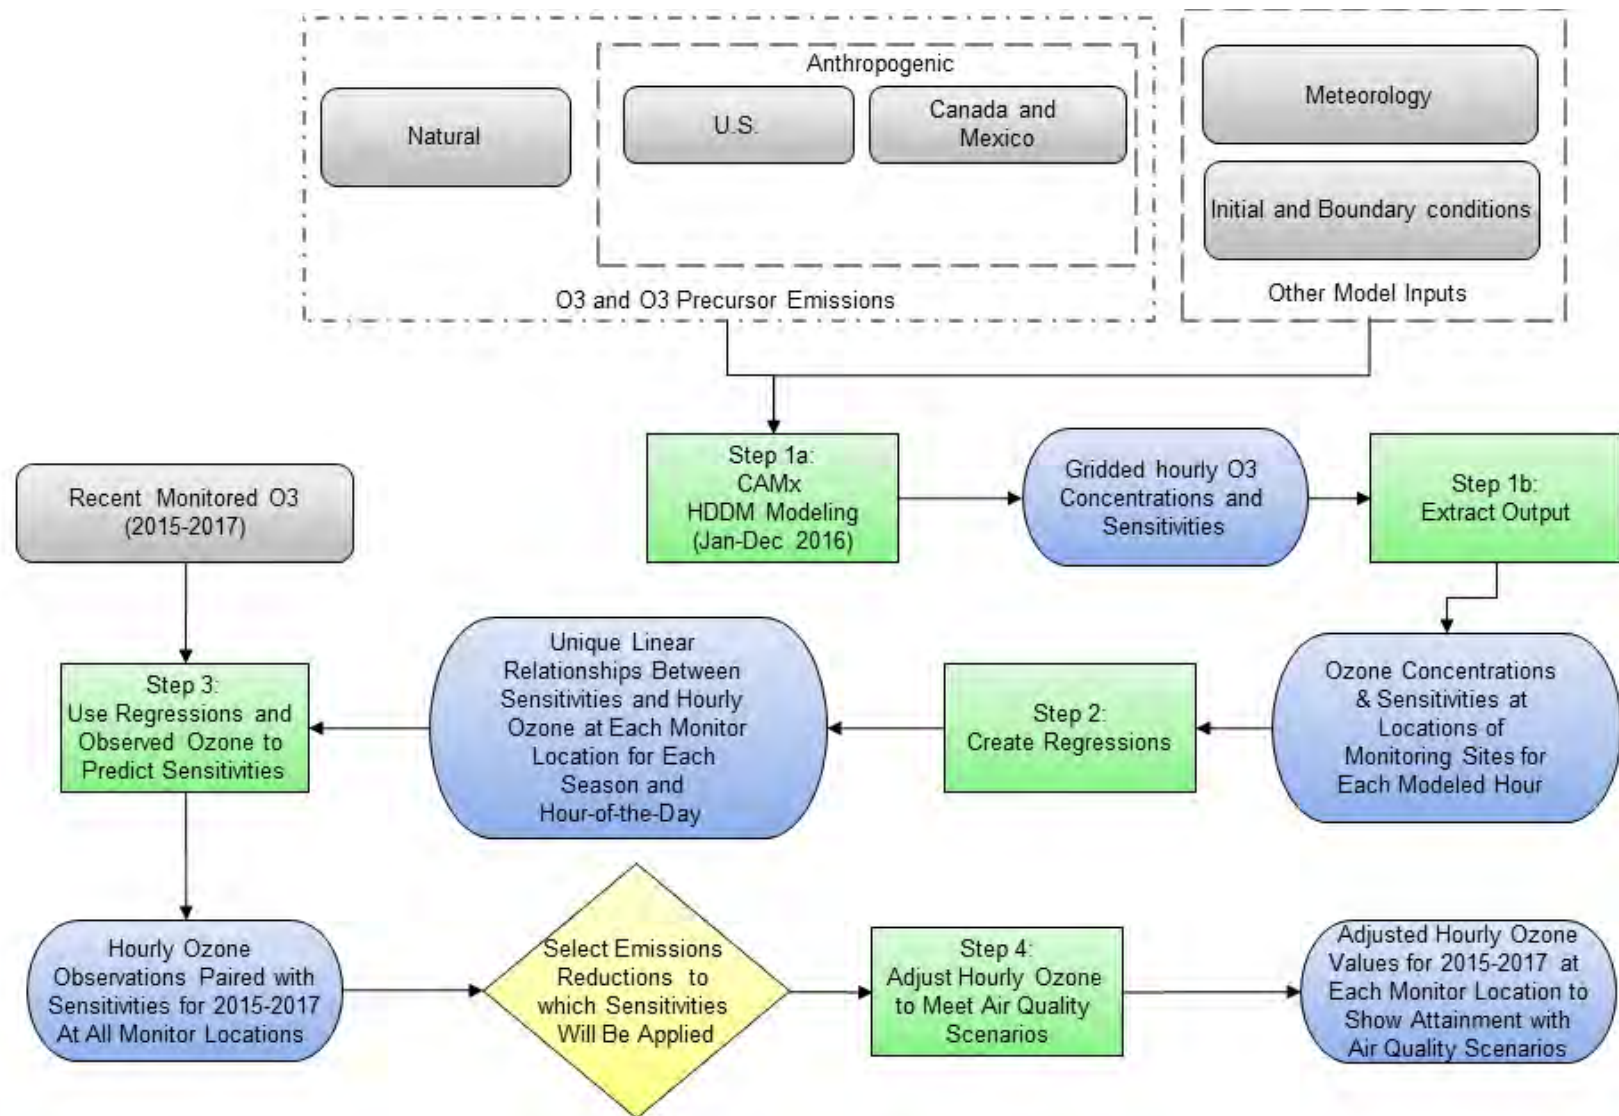 Anthropogenic
Natural
U.S.
Canada and
Mexico
O3 and O3 Precursor Emissions
Meteorology
Initial and Boundary conditions
Other Model Inputs
Step 1a:
CAMx
HDDM Modeling
(Jan-Dec 2016)
Gridded hourly O3
Concentrations and
Sensitivities
Step 1b:
Extract Output
Recent Monitored O3
(2015-2017)
Ozone Concentrations
& Sensitivities at
Locations of
Monitoring Sites for
Each Modeled Hour
Step 2:
Create Regressions
Unique Linear
Relationships Between
Sensitivities and Hourly
Ozone at Each Monitor
Location for Each
Season and
Hour-of-the-Day
Step 3:
Use Regressions and
Observed Ozone to
Predict Sensitivities
Hourly Ozone
Observations Paired with
Sensitivties for 2015-2017
At All Monitor Locations
Select Emissions
Reductions to
which Sensitivities
Will Be Applied
Step 4:
Adjust Hourly Ozone
to Meet Air Quality
Scenarios
Adjusted Hourly Ozone
Values for 2015-2017 at
Each Monitor Location to
Show Attainment with
Air Quality Scenarios